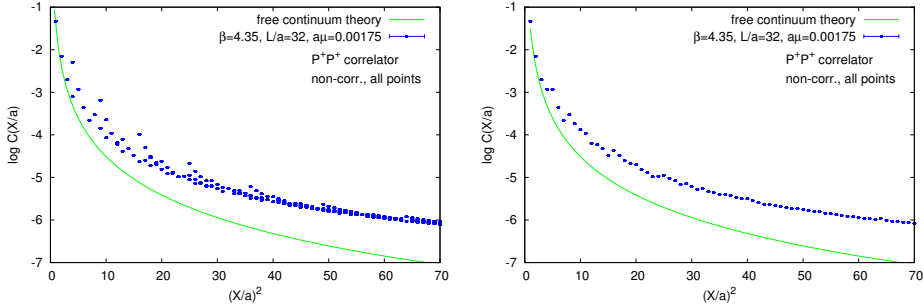 -1
-2
-3
-4
-5
-6
-7
0 10 20 30 40 50 60 70
log C(X/a)
(X/a)²
free continuum theory
β=4.35, L/a=32, aμ=0.00175
P⁺P⁺ correlator
non-corr., all points
-1
-2
-3
-4
-5
-6
-7
0 10 20 30 40 50 60 70
log C(X/a)
(X/a)²
free continuum theory
β=4.35, L/a=32, aμ=0.00175
P⁺P⁺ correlator
non-corr., all points